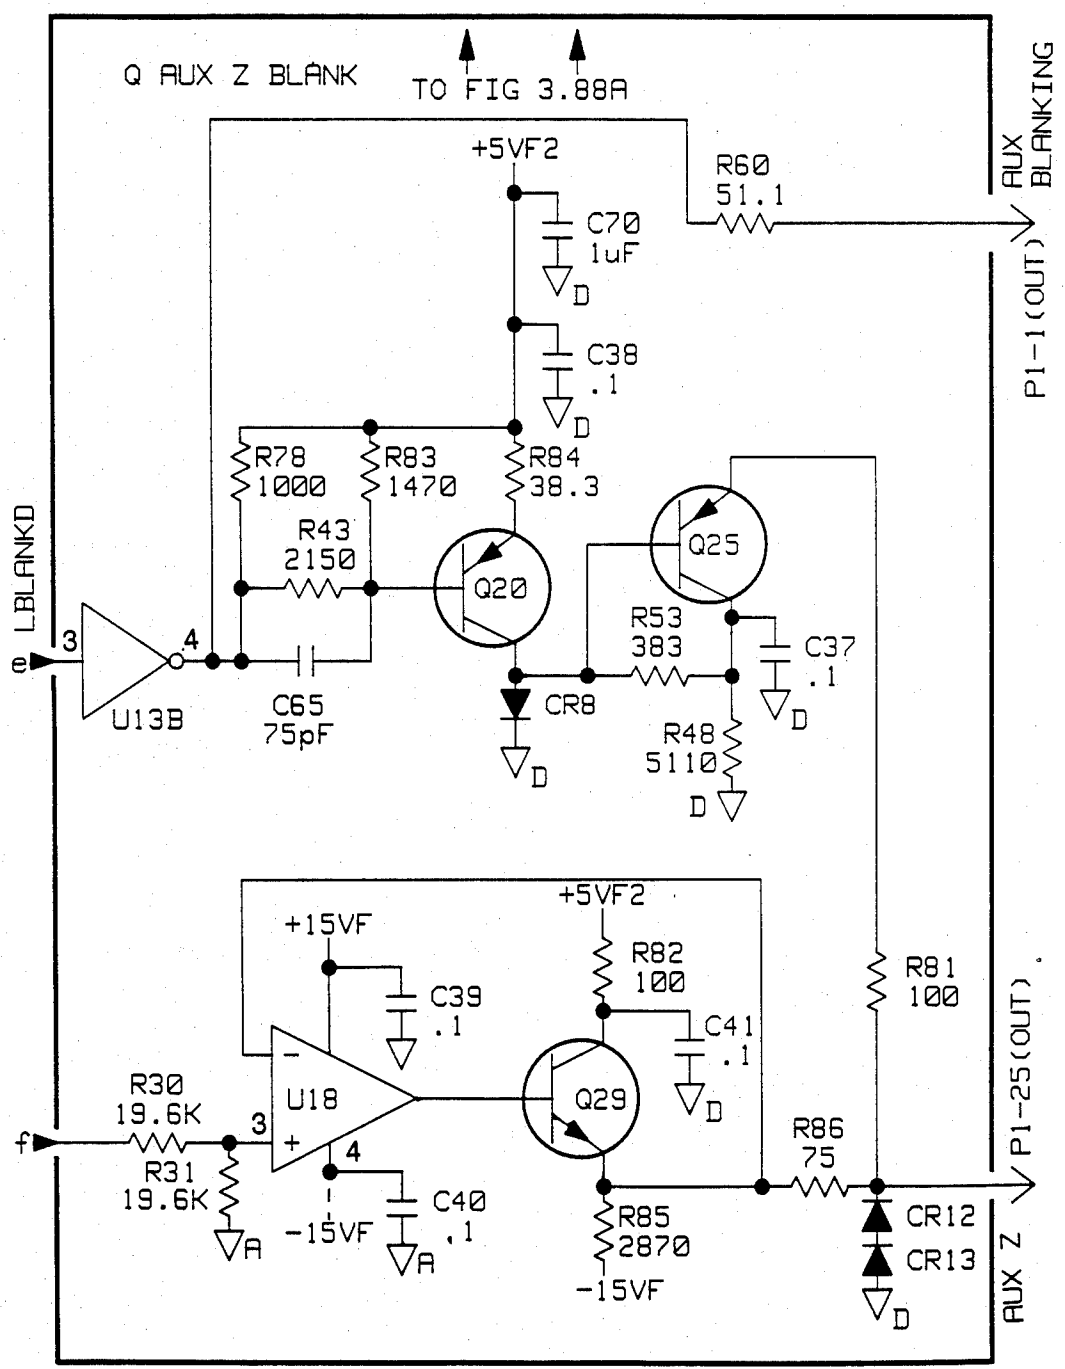 Q AUX Z BLANK
TO FIG 3.88A
+5VF2
R60
51.1
AUX
BLANKING
P1-1(OUT)
C70
1uF
D
C38
.1
D
R78
1000
R83
1470
R84
38.3
R43
2150
Q20
Q25
LBLANKD
e
3
4
U13B
C65
75pF
CR8
D
R53
383
C37
.1
D
R48
5110
D
+5VF2
+15VF
R82
100
R81
100
C39
.1
C41
.1
D
U18
Q29
R30
19.6K
f
3
+
-
4
R31
19.6K
A
-15VF
C40
.1
A
R85
2870
-15VF
R86
75
P1-25(OUT)
AUX Z
CR12
CR13
D